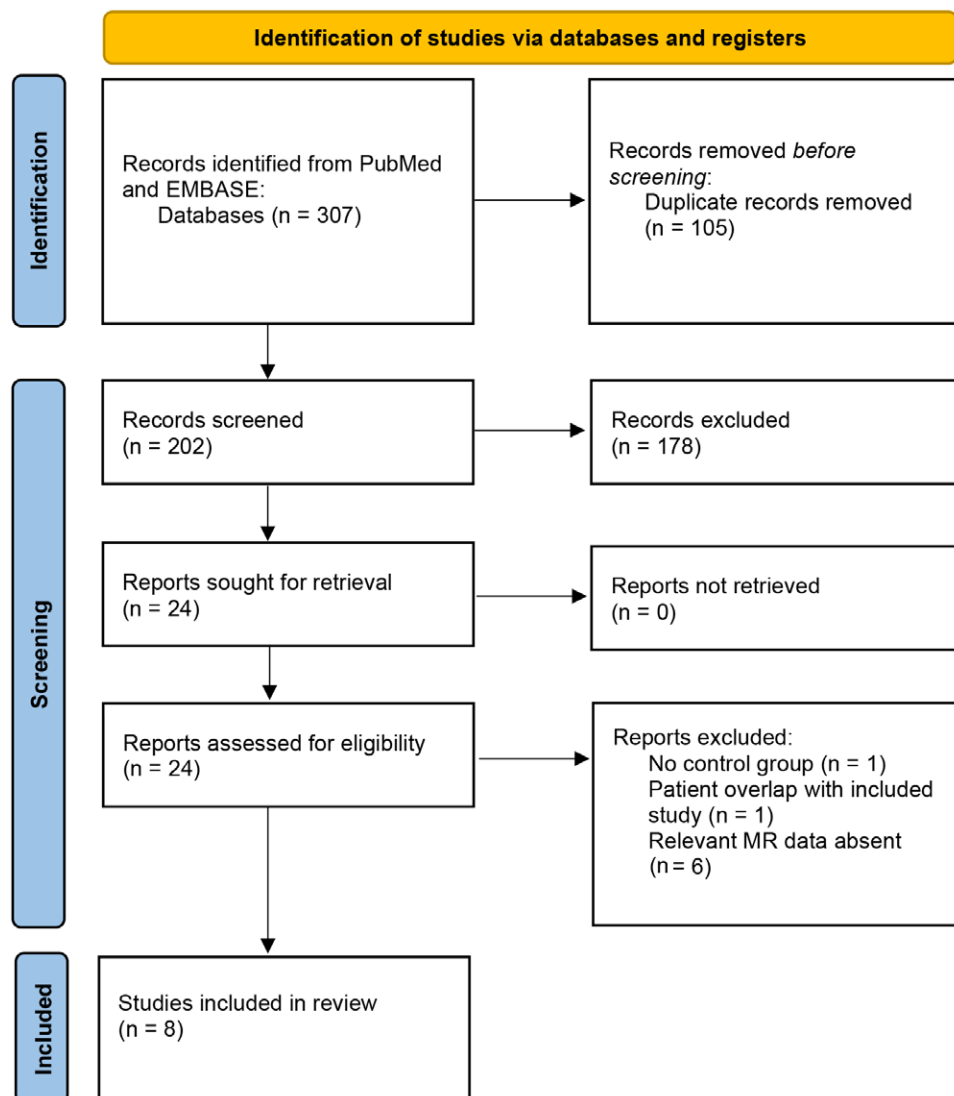 Identification of studies via databases and registers
Identification
Records identified from PubMed
and EMBASE:
Databases (n = 307)
Records removed before
screening:
Duplicate records removed
(n = 105)
Screening
Records screened
(n = 202)
Records excluded
(n = 178)
Reports sought for retrieval
(n = 24)
Reports not retrieved
(n = 0)
Reports assessed for eligibility
(n = 24)
Reports excluded:
No control group (n = 1)
Patient overlap with included
study (n = 1)
Relevant MR data absent
(n = 6)
Included
Studies included in review
(n = 8)